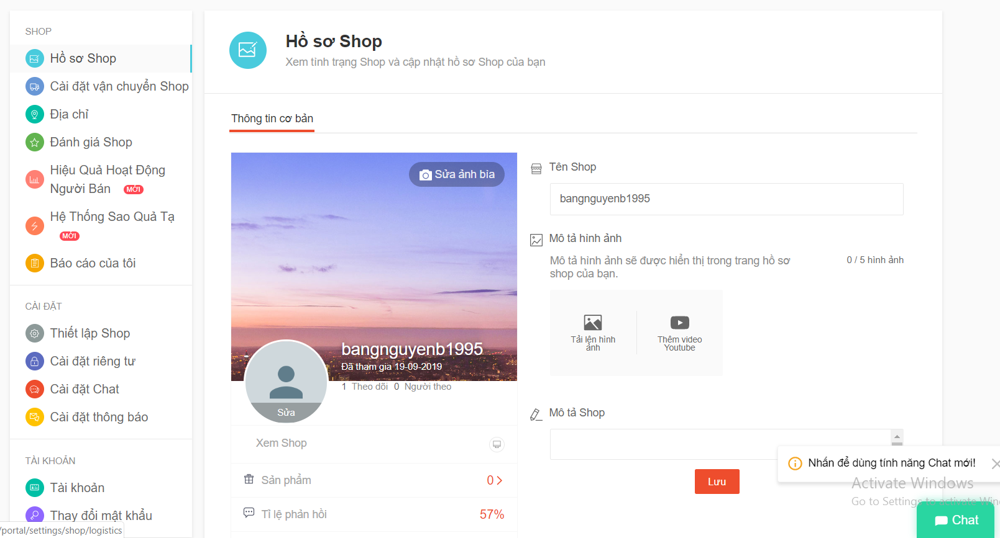 SHOP
Hồ sơ Shop
Cài đặt vận chuyển Shop
Địa chỉ
Đánh giá Shop
Hiệu Quả Hoạt Động
Người Bán MỚI
Hệ Thống Sao Quả Tạ
MỚI
Báo cáo của tôi
CÀI ĐẶT
Thiết lập Shop
Cài đặt riêng tư
Cài đặt Chat
Cài đặt thông báo
TÀI KHOẢN
Tài khoản
Thay đổi mật khẩu
/portal/settings/shop/logistics
Hồ sơ Shop
Xem tình trạng Shop và cập nhật hồ sơ Shop của bạn
Thông tin cơ bản
Sửa ảnh bìa
bangnguyenb1995
Đã tham gia 19-09-2019
1 Theo dõi 0 Người theo
Sửa
Xem Shop
Sản phẩm 0
Tỉ lệ phản hồi 57%
Tên Shop
bangnguyenb1995
Mô tả hình ảnh
Mô tả hình ảnh sẽ được hiển thị trong trang hồ sơ
shop của bạn.
0 / 5 hình ảnh
Tải lên hình
ảnh
Thêm video
Youtube
Mô tả Shop
Lưu
Nhấn để dùng tính năng Chat mới!
Activate Windows
Go to Settings to activate Win
Chat